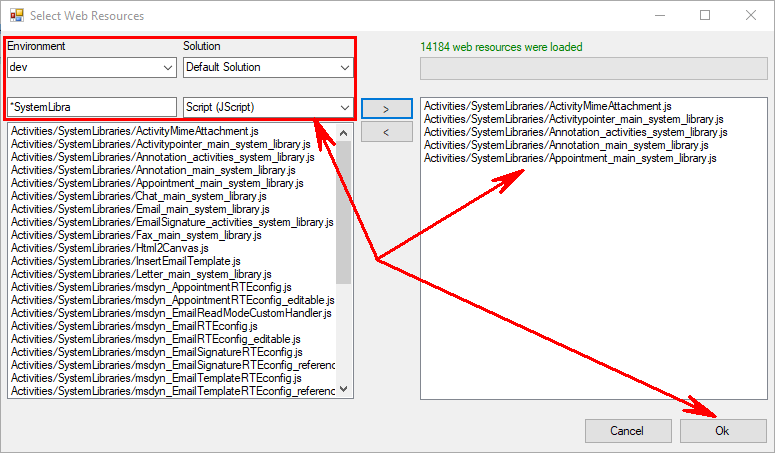 Select Web Resources
Environment
Solution
14184 web resources were loaded
dev
Default Solution
*SystemLibra
Script (JScript)
>
<
Activities/SystemLibraries/ActivityMimeAttachment.js
Activities/SystemLibraries/Activitypointer_main_system_library.js
Activities/SystemLibraries/Annotation_activities_system_library.js
Activities/SystemLibraries/Annotation_main_system_library.js
Activities/SystemLibraries/Appointment_main_system_library.js
Activities/SystemLibraries/Chat_main_system_library.js
Activities/SystemLibraries/Email_main_system_library.js
Activities/SystemLibraries/EmailSignature_activities_system_library.js
Activities/SystemLibraries/Fax_main_system_library.js
Activities/SystemLibraries/Html2Canvas.js
Activities/SystemLibraries/InsertEmailTemplate.js
Activities/SystemLibraries/Letter_main_system_library.js
Activities/SystemLibraries/msdyn_AppointmentRTEconfig.js
Activities/SystemLibraries/msdyn_AppointmentRTEconfig_editable.js
Activities/SystemLibraries/msdyn_EmailReadModeCustomHandler.js
Activities/SystemLibraries/msdyn_EmailRTEconfig.js
Activities/SystemLibraries/msdyn_EmailRTEconfig_editable.js
Activities/SystemLibraries/msdyn_EmailSignatureRTEconfig.js
Activities/SystemLibraries/msdyn_EmailSignatureRTEconfig_referenc
Activities/SystemLibraries/msdyn_EmailTemplateRTEconfig.js
Activities/SystemLibraries/msdyn_EmailTemplateRTEconfig_referenc
Activities/SystemLibraries/ActivityMimeAttachment.js
Activities/SystemLibraries/Activitypointer_main_system_library.js
Activities/SystemLibraries/Annotation_activities_system_library.js
Activities/SystemLibraries/Annotation_main_system_library.js
Activities/SystemLibraries/Appointment_main_system_library.js
Cancel
Ok